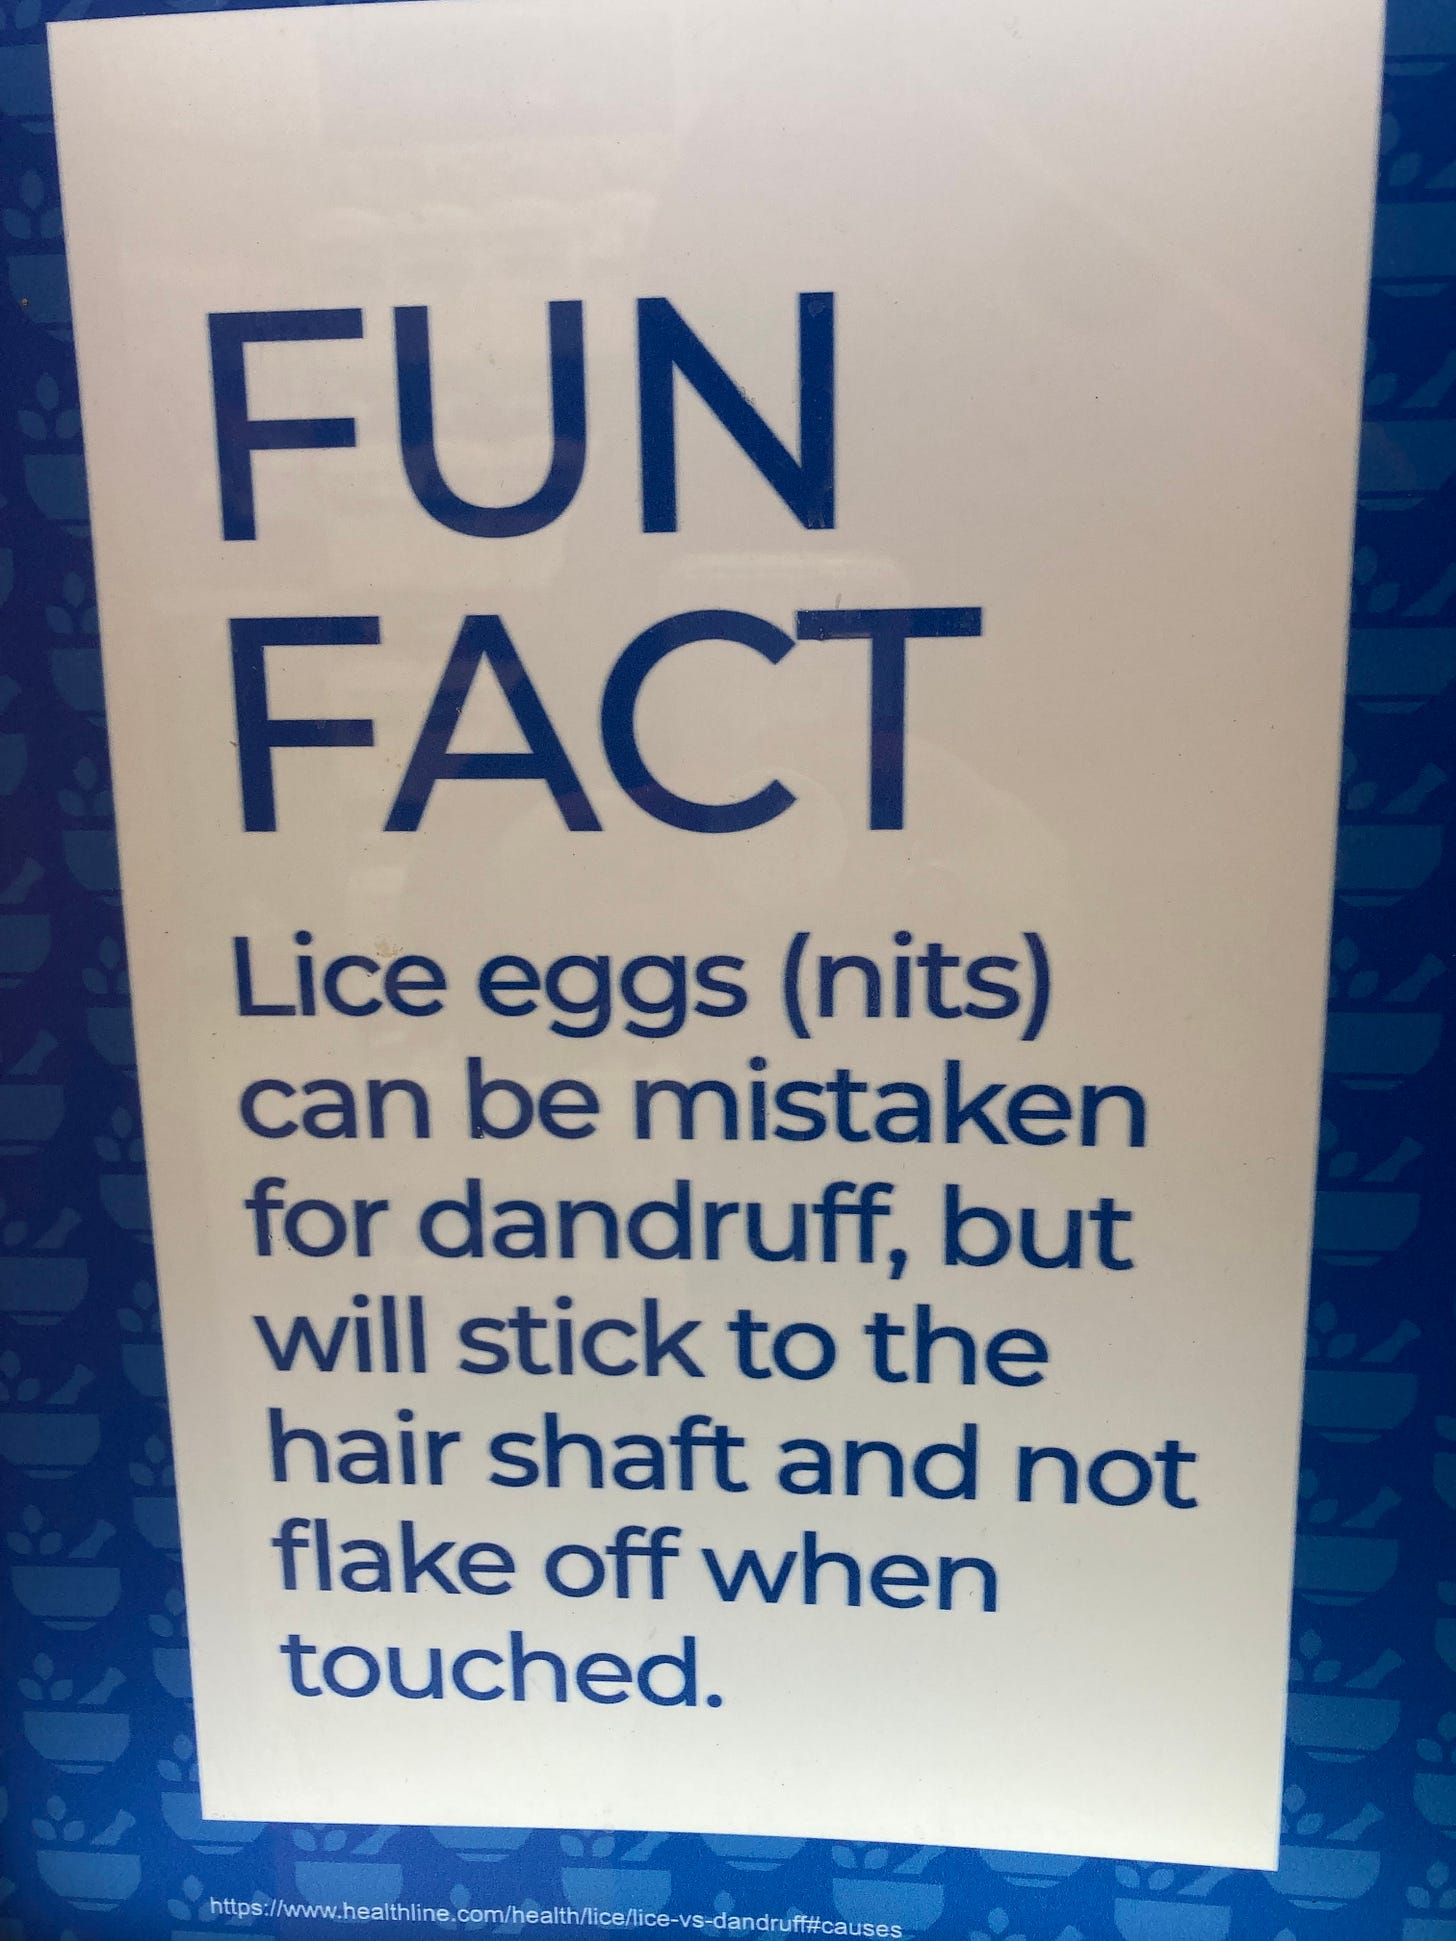 FUN
FACT
Lice eggs (nits)
can be mistaken
for dandruff, but
will stick to the
hair shaft and not
flake off when
touched.
https://www.healthline.com/health/lice/lice-vs-dandruff#causes